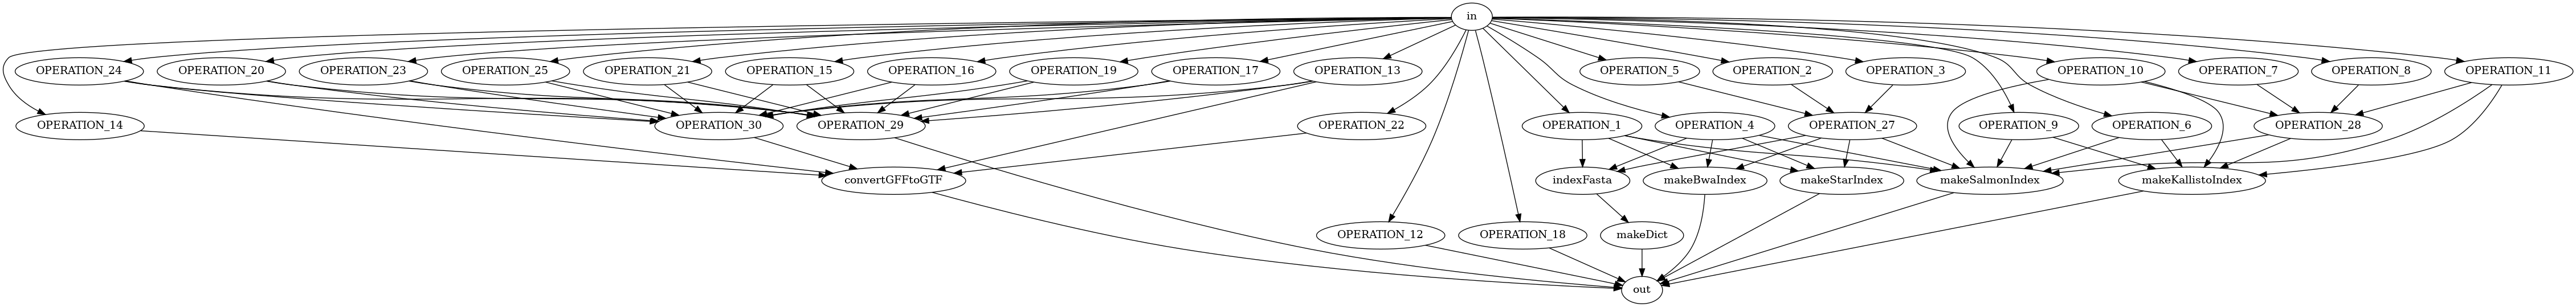 in
OPERATION_24
OPERATION_20
OPERATION_23
OPERATION_25
OPERATION_21
OPERATION_15
OPERATION_16
OPERATION_19
OPERATION_17
OPERATION_13
OPERATION_5
OPERATION_2
OPERATION_3
OPERATION_10
OPERATION_7
OPERATION_8
OPERATION_11
OPERATION_14
OPERATION_30
OPERATION_29
OPERATION_22
OPERATION_1
OPERATION_4
OPERATION_27
OPERATION_9
OPERATION_6
OPERATION_28
convertGFFtoGTF
indexFasta
makeBwaIndex
makeStarIndex
makeSalmonIndex
makeKallistoIndex
OPERATION_12
OPERATION_18
makeDict
out